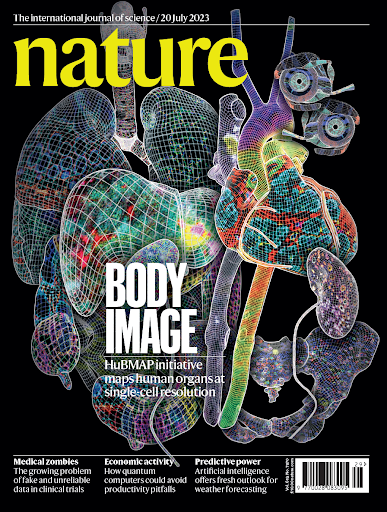 The international journal of science / 20 July 2023
nature
BODY
IMAGE
HuBMAP initiative
maps human organs at
single-cell resolution
Medical zombies
The growing problem
of fake and unreliable
data in clinical trials
Economic activity
How quantum
computers could avoid
productivity pitfalls
Predictive power
Artificial intelligence
offers fresh outlook for
weather forecasting